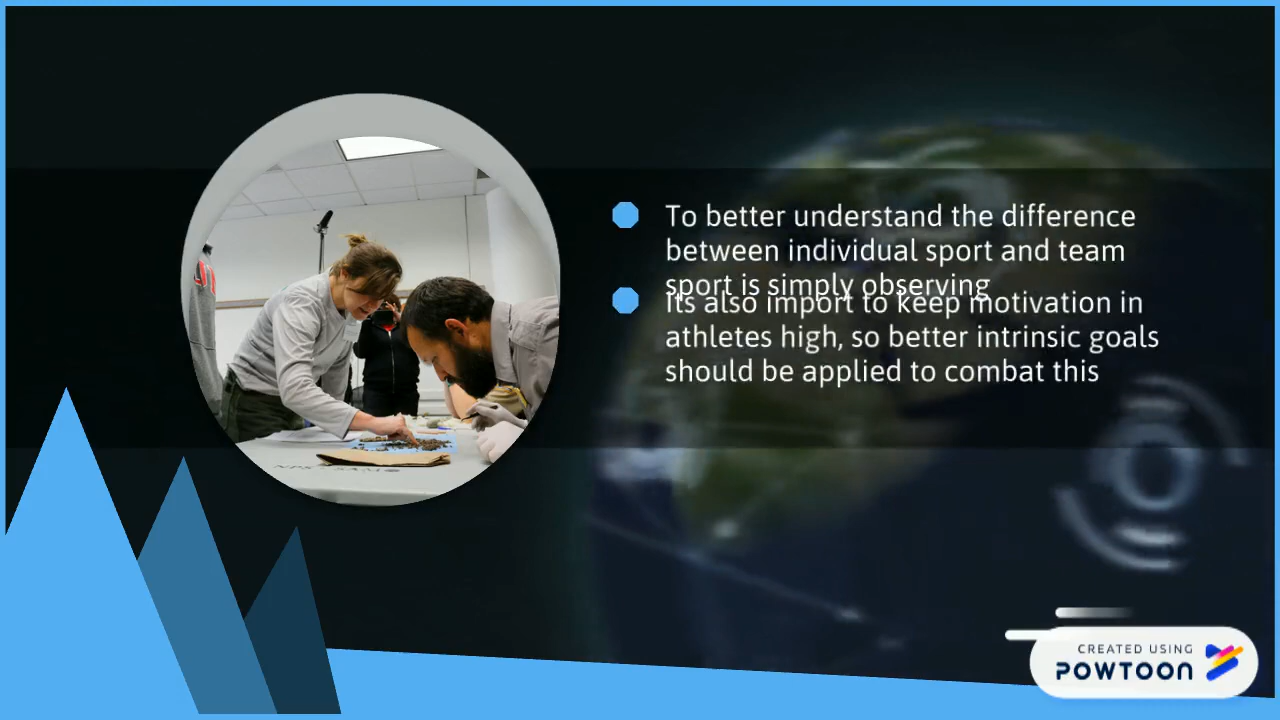 To better understand the difference
between individual sport and team
sport is simply observing
Its also import to keep motivation in
athletes high, so better intrinsic goals
should be applied to combat this
CREATED USING
POWTOON